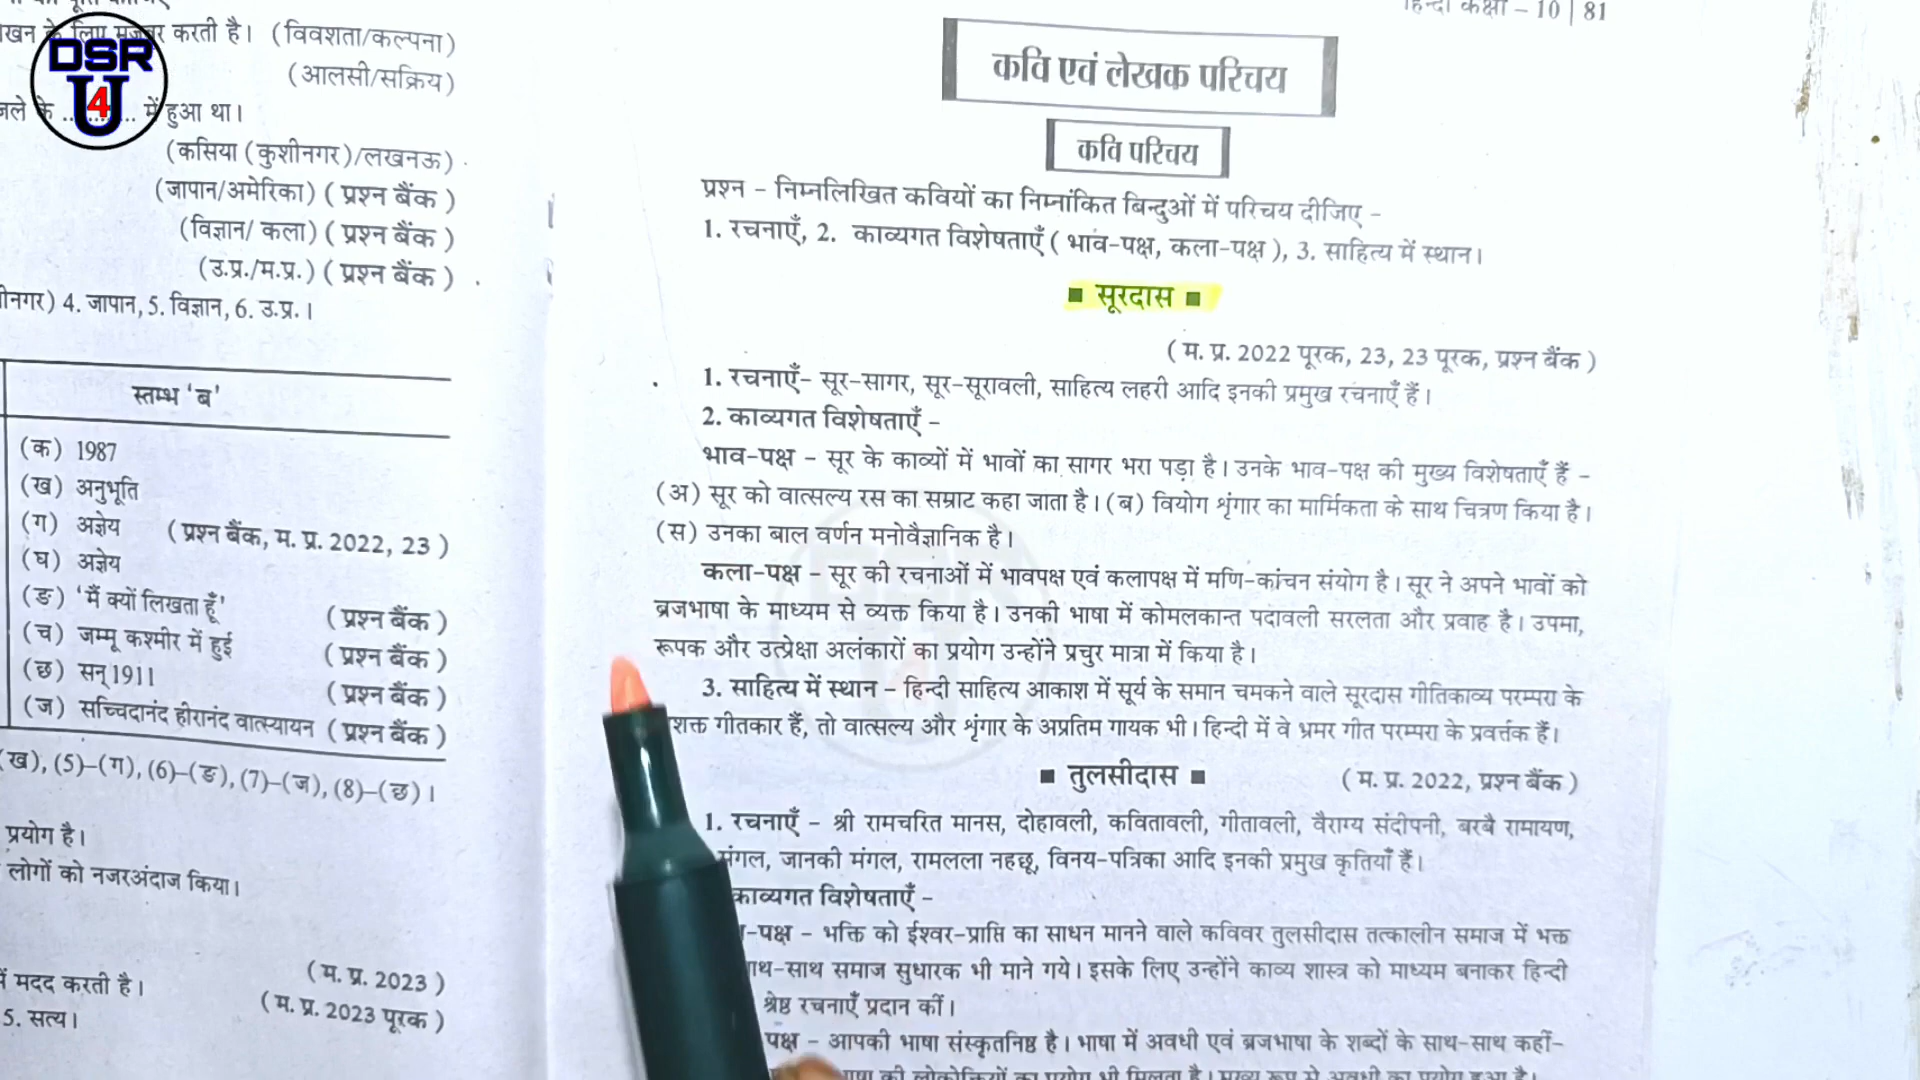 करती है। (विवशता/कल्पना)
(आलसी/सक्रिय)
में हुआ था।
(कसिया (कुशीनगर)/लखनऊ)
(जापान/अमेरिका) (प्रश्न बैंक)
(विज्ञान/ कला) (प्रश्न बैंक)
(उ.प्र./म.प्र.) (प्रश्न बैंक)
4. जापान, 5. विज्ञान, 6. उ.प्र.।
स्तम्भ 'ब'
(क) 1987
(ख) अनुभूति
(ग) अज्ञेय (प्रश्न बैंक, म. प्र. 2022, 23)
(घ) अज्ञेय
(ङ) 'मैं क्यों लिखता हूँ' (प्रश्न बैंक)
(च) जम्मू कश्मीर में हुई (प्रश्न बैंक)
(छ) सन् 1911 (प्रश्न बैंक)
(ज) सच्चिदानंद हीरानंद वात्स्यायन (प्रश्न बैंक)
(ख), (5)–(ग), (6)–(ङ), (7)–(ज), (8)–(छ)।
प्रयोग है।
लोगों को नजरअंदाज किया।
(म. प्र. 2023)
में मदद करती है।
(म. प्र. 2023 पूरक)
5. सत्य।
DSR
U
4
हिन्दी कक्षा – 10 | 81
कवि एवं लेखक परिचय
कवि परिचय
प्रश्न – निम्नलिखित कवियों का निम्नांकित बिन्दुओं में परिचय दीजिए –
1. रचनाएँ, 2. काव्यगत विशेषताएँ (भाव-पक्ष, कला-पक्ष), 3. साहित्य में स्थान।
■ सूरदास ■
(म. प्र. 2022 पूरक, 23, 23 पूरक, प्रश्न बैंक)
1. रचनाएँ– सूर-सागर, सूर-सूरावली, साहित्य लहरी आदि इनकी प्रमुख रचनाएँ हैं।
2. काव्यगत विशेषताएँ –
भाव-पक्ष – सूर के काव्यों में भावों का सागर भरा पड़ा है। उनके भाव-पक्ष की मुख्य विशेषताएँ हैं –
(अ) सूर को वात्सल्य रस का सम्राट कहा जाता है। (ब) वियोग शृंगार का मार्मिकता के साथ चित्रण किया है।
(स) उनका बाल वर्णन मनोवैज्ञानिक है।
कला-पक्ष – सूर की रचनाओं में भावपक्ष एवं कलापक्ष में मणि-कांचन संयोग है। सूर ने अपने भावों को
ब्रजभाषा के माध्यम से व्यक्त किया है। उनकी भाषा में कोमलकान्त पदावली सरलता और प्रवाह है। उपमा,
रूपक और उत्प्रेक्षा अलंकारों का प्रयोग उन्होंने प्रचुर मात्रा में किया है।
3. साहित्य में स्थान – हिन्दी साहित्य आकाश में सूर्य के समान चमकने वाले सूरदास गीतिकाव्य परम्परा के
शक्त गीतकार हैं, तो वात्सल्य और शृंगार के अप्रतिम गायक भी। हिन्दी में वे भ्रमर गीत परम्परा के प्रवर्त्तक हैं।
■ तुलसीदास ■ (म. प्र. 2022, प्रश्न बैंक)
1. रचनाएँ – श्री रामचरित मानस, दोहावली, कवितावली, गीतावली, वैराग्य संदीपनी, बरबै रामायण,
मंगल, जानकी मंगल, रामलला नहछू, विनय-पत्रिका आदि इनकी प्रमुख कृतियाँ हैं।
काव्यगत विशेषताएँ –
-पक्ष – भक्ति को ईश्वर-प्राप्ति का साधन मानने वाले कविवर तुलसीदास तत्कालीन समाज में भक्त
-साथ समाज सुधारक भी माने गये। इसके लिए उन्होंने काव्य शास्त्र को माध्यम बनाकर हिन्दी
श्रेष्ठ रचनाएँ प्रदान कीं।
पक्ष – आपकी भाषा संस्कृतनिष्ठ है। भाषा में अवधी एवं ब्रजभाषा के शब्दों के साथ-साथ कहीं-
की लोकोक्तियों का प्रयोग भी मिलता है। मुख्य रूप से अवधी का प्रयोग हुआ है।